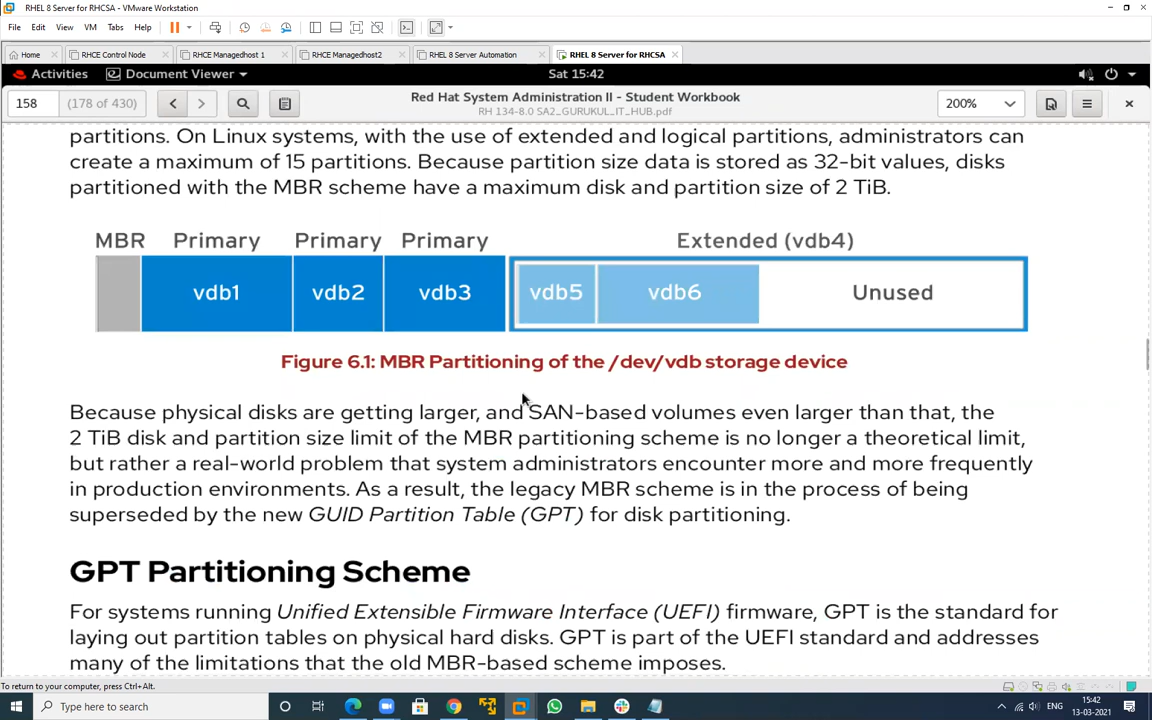 RHEL 8 Server for RHCSA - VMware Workstation
File Edit View VM Tabs Help
Home RHCE Control Node RHCE Managedhost 1 RHCE Managedhost2 RHEL 8 Server Automation RHEL 8 Server for RHCSA
Activities Document Viewer Sat 15:42
158 (178 of 430) Red Hat System Administration II - Student Workbook 200%
RH 134-8.0 SA2_GURUKUL_IT_HUB.pdf
partitions. On Linux systems, with the use of extended and logical partitions, administrators can
create a maximum of 15 partitions. Because partition size data is stored as 32-bit values, disks
partitioned with the MBR scheme have a maximum disk and partition size of 2 TiB.
MBR Primary Primary Primary Extended (vdb4)
vdb1 vdb2 vdb3 vdb5 vdb6 Unused
Figure 6.1: MBR Partitioning of the /dev/vdb storage device
Because physical disks are getting larger, and SAN-based volumes even larger than that, the
2 TiB disk and partition size limit of the MBR partitioning scheme is no longer a theoretical limit,
but rather a real-world problem that system administrators encounter more and more frequently
in production environments. As a result, the legacy MBR scheme is in the process of being
superseded by the new GUID Partition Table (GPT) for disk partitioning.
GPT Partitioning Scheme
For systems running Unified Extensible Firmware Interface (UEFI) firmware, GPT is the standard for
laying out partition tables on physical hard disks. GPT is part of the UEFI standard and addresses
many of the limitations that the old MBR-based scheme imposes.
To return to your computer, press Ctrl+Alt.
Type here to search ENG 15:42
13-03-2021